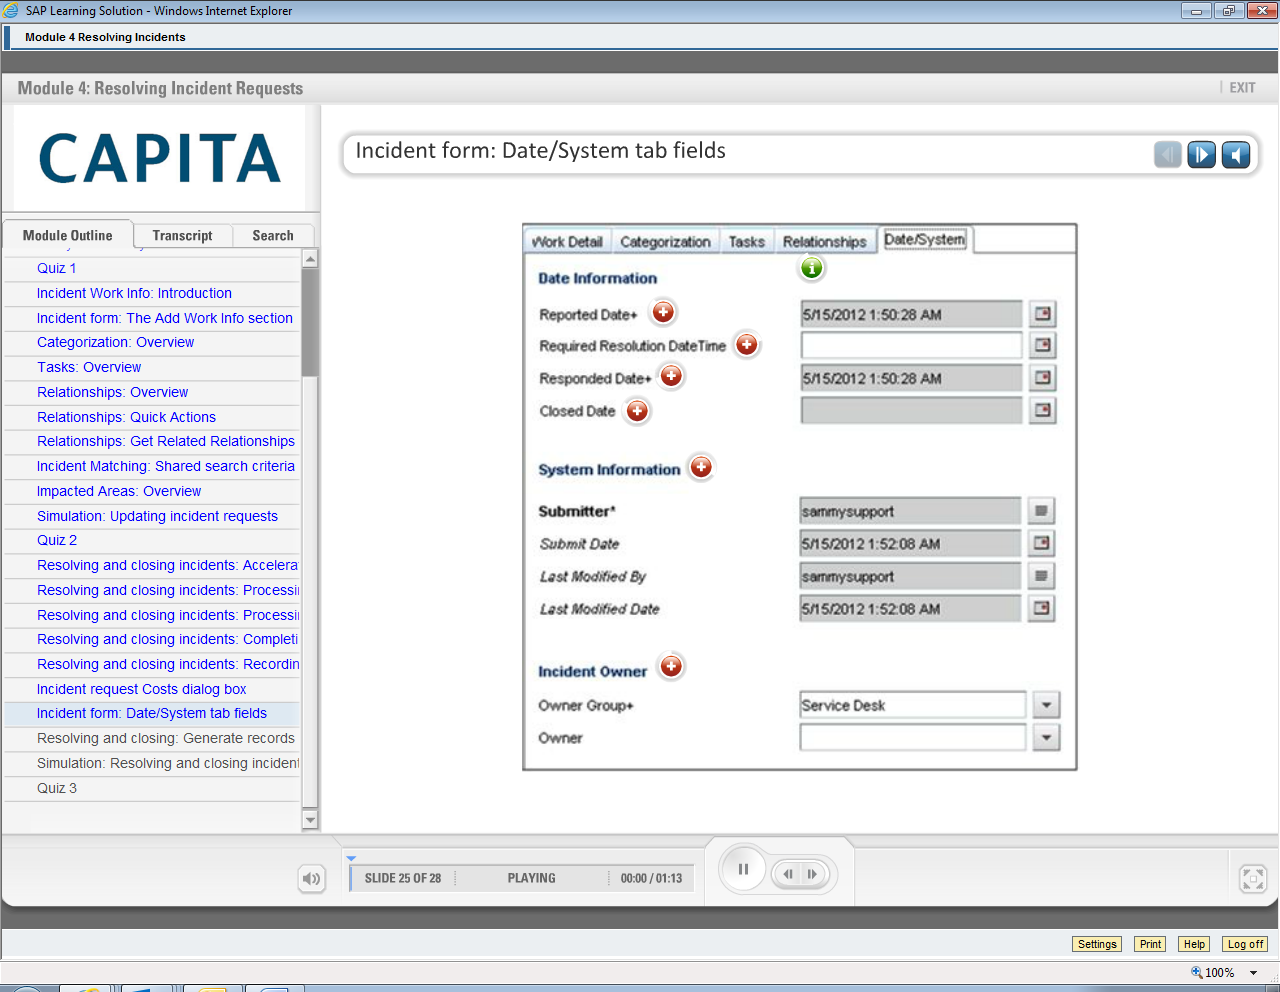 SAP Learning Solution - Windows Internet Explorer
Module 4 Resolving Incidents
Module 4: Resolving Incident Requests
EXIT
CAPITA
Incident form: Date/System tab fields
Module Outline
Transcript
Search
Quiz 1
Incident Work Info: Introduction
Incident form: The Add Work Info section
Categorization: Overview
Tasks: Overview
Relationships: Overview
Relationships: Quick Actions
Relationships: Get Related Relationships
Incident Matching: Shared search criteria
Impacted Areas: Overview
Simulation: Updating incident requests
Quiz 2
Resolving and closing incidents: Accelera
Resolving and closing incidents: Processi
Resolving and closing incidents: Processin
Resolving and closing incidents: Completi
Resolving and closing incidents: Recordin
Incident request Costs dialog box
Incident form: Date/System tab fields
Resolving and closing: Generate records
Simulation: Resolving and closing incident
Quiz 3
Work Detail Categorization Tasks Relationships Date/System
Date Information
Reported Date+ 5/15/2012 1:50:28 AM
Required Resolution DateTime
Responded Date+ 5/15/2012 1:50:28 AM
Closed Date
System Information
Submitter* sammysupport
Submit Date 5/15/2012 1:52:08 AM
Last Modified By sammysupport
Last Modified Date 5/15/2012 1:52:08 AM
Incident Owner
Owner Group+ Service Desk
Owner
SLIDE 25 OF 28 PLAYING 00:00 / 01:13
Settings Print Help Log off
100%